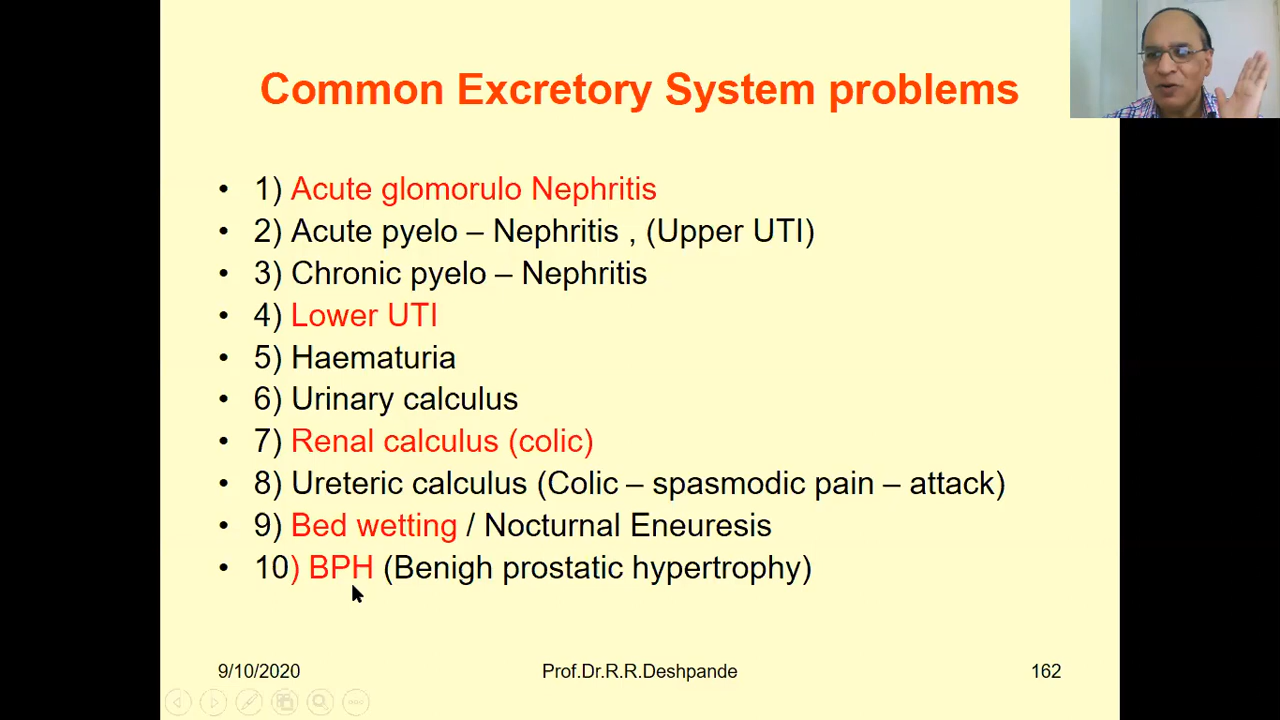 Common Excretory System problems
• 1) Acute glomorulo Nephritis
• 2) Acute pyelo – Nephritis , (Upper UTI)
• 3) Chronic pyelo – Nephritis
• 4) Lower UTI
• 5) Haematuria
• 6) Urinary calculus
• 7) Renal calculus (colic)
• 8) Ureteric calculus (Colic – spasmodic pain – attack)
• 9) Bed wetting / Nocturnal Eneuresis
• 10) BPH (Benigh prostatic hypertrophy)
9/10/2020 Prof.Dr.R.R.Deshpande 162